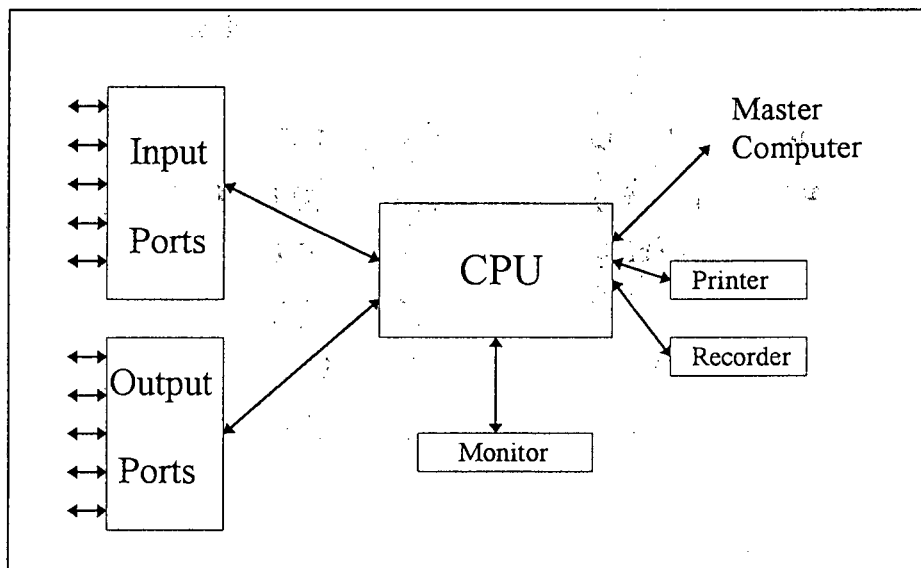 Input
Ports
Output
Ports
CPU
Monitor
Master
Computer
Printer
Recorder